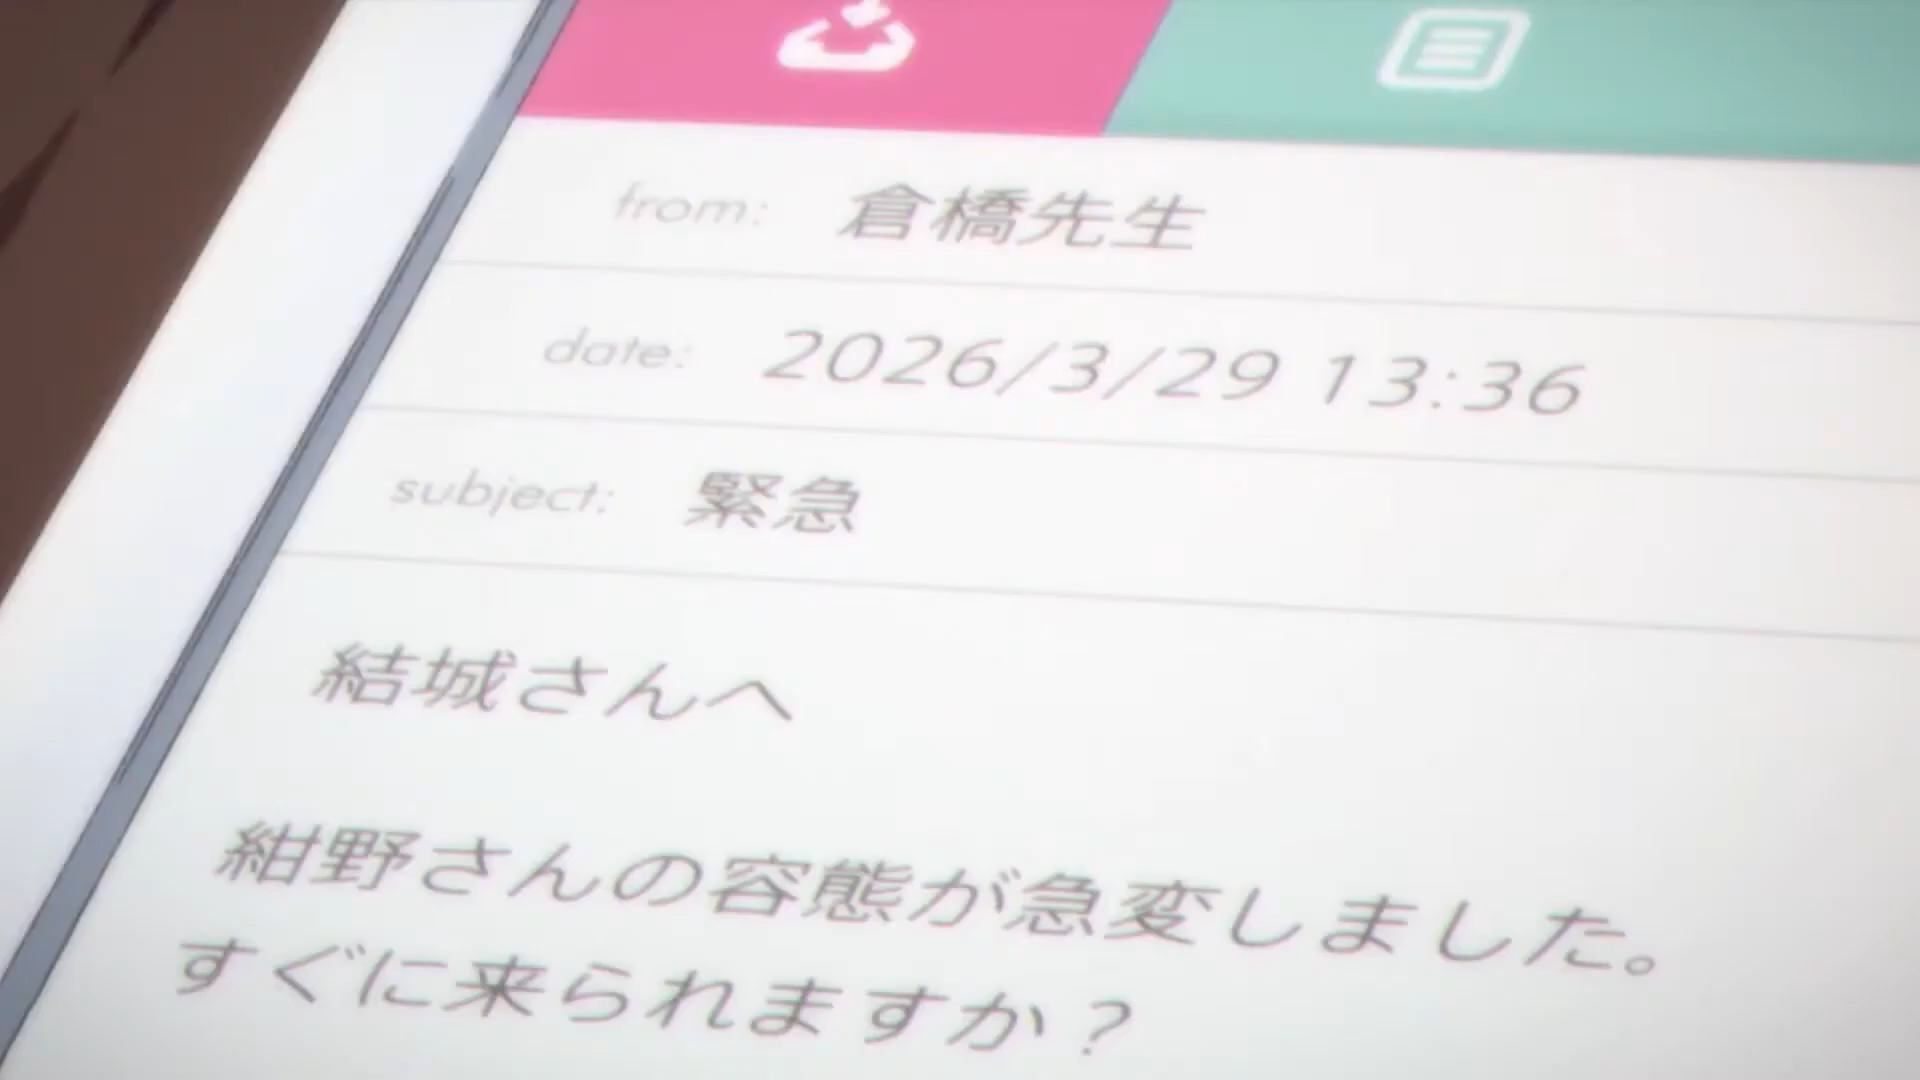 from: 倉橋先生
date: 2026/3/29 13:36
subject: 緊急
結城さんへ
紺野さんの容態が急変しました。
すぐに来られますか？